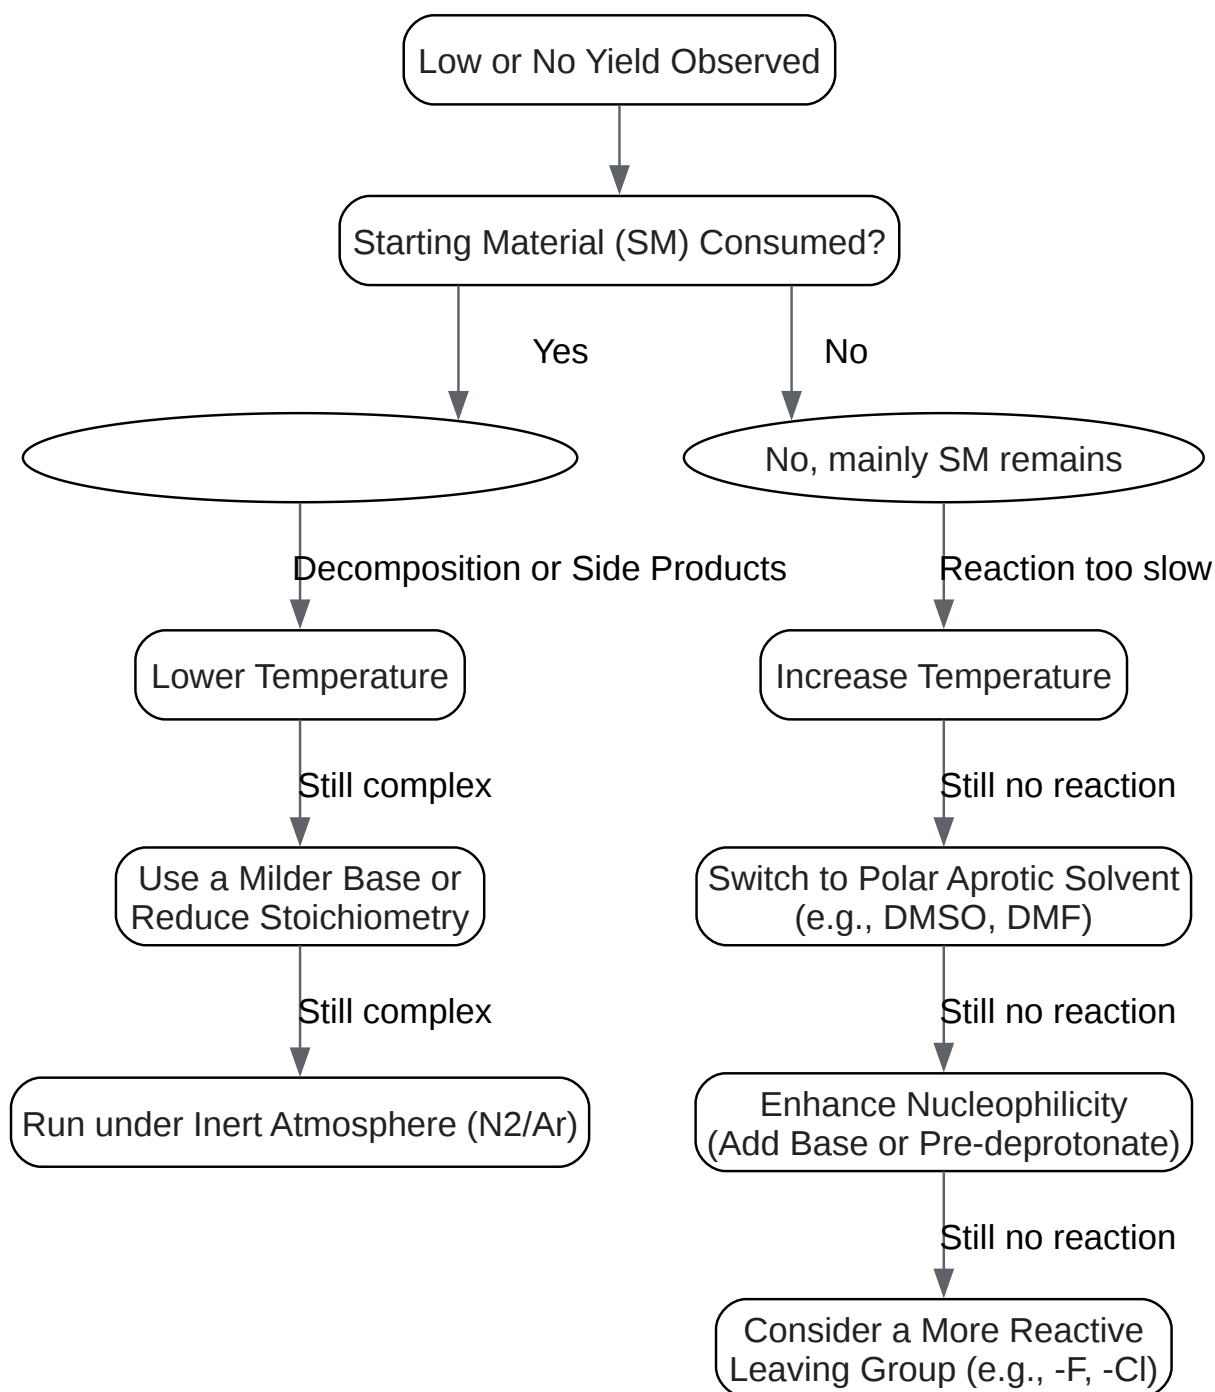 Low or No Yield Observed
Starting Material (SM) Consumed?
Yes
No
No, mainly SM remains
Decomposition or Side Products
Reaction too slow
Lower Temperature
Increase Temperature
Still complex
Still no reaction
Use a Milder Base or
Reduce Stoichiometry
Switch to Polar Aprotic Solvent
(e.g., DMSO, DMF)
Still complex
Still no reaction
Run under Inert Atmosphere (N2/Ar)
Enhance Nucleophilicity
(Add Base or Pre-deprotonate)
Still no reaction
Consider a More Reactive
Leaving Group (e.g., -F, -Cl)